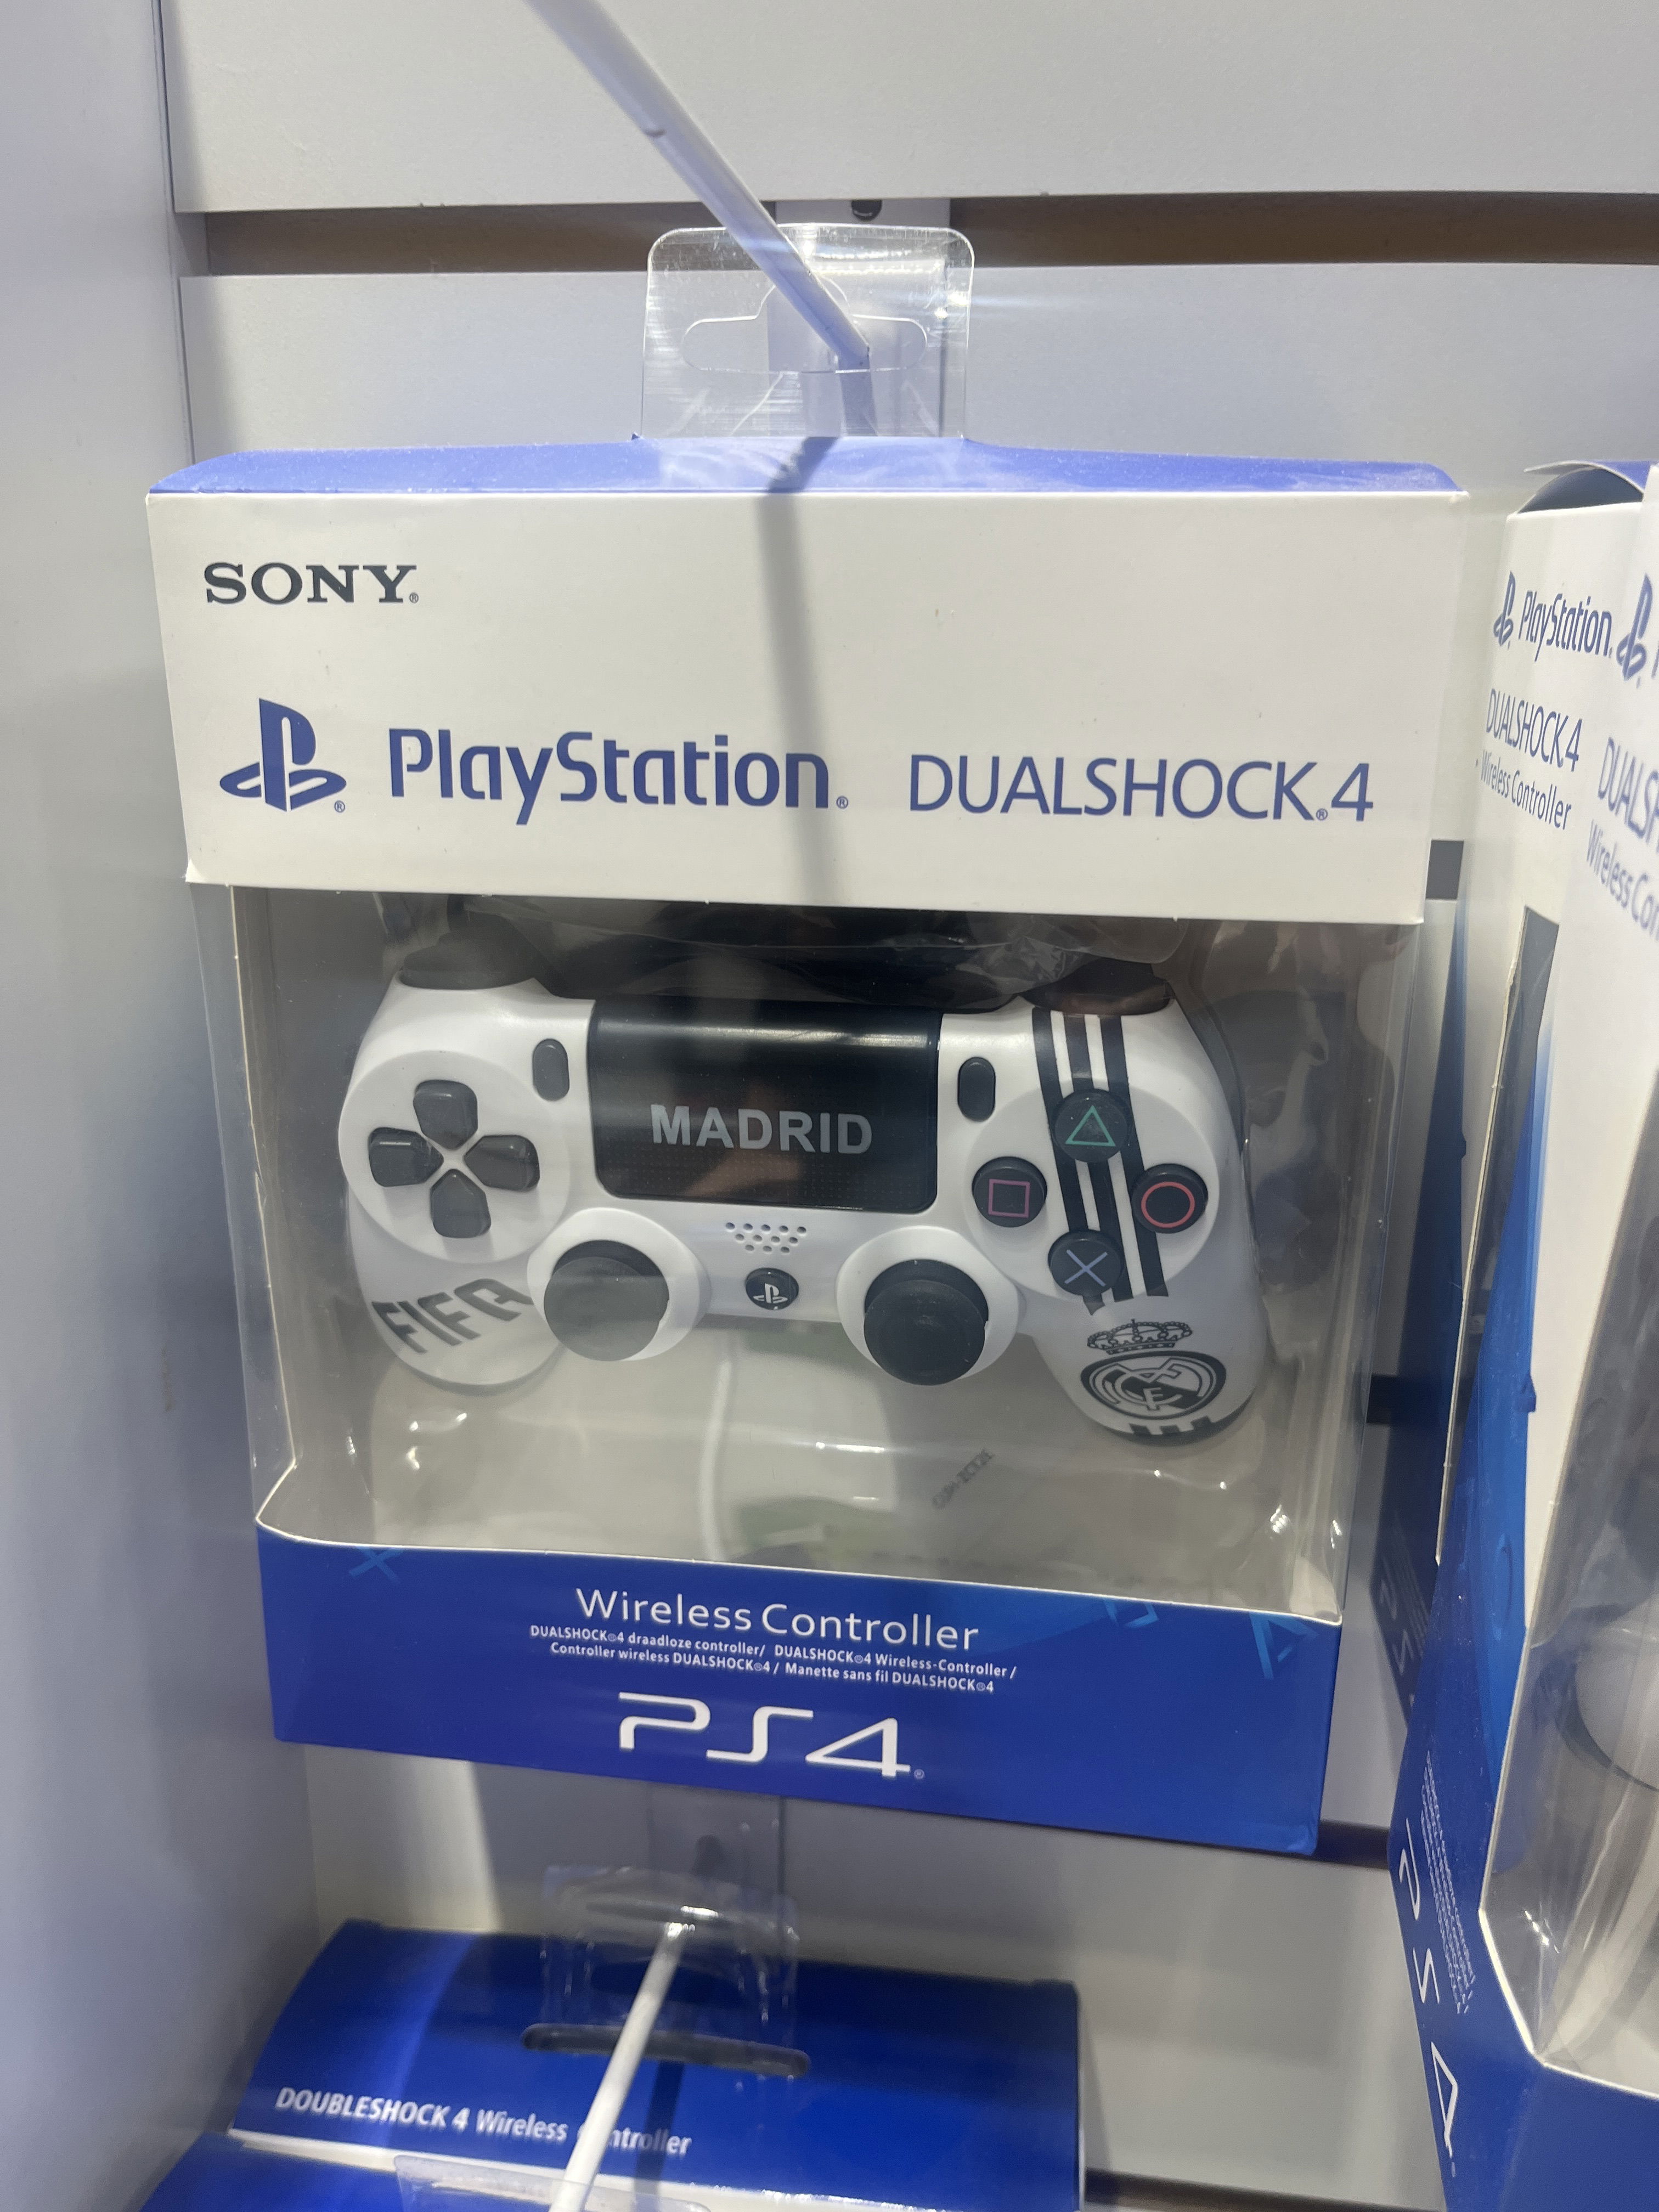 SONY®
PlayStation® DUALSHOCK®4
MADRID
FIFA
Wireless Controller
DUALSHOCK®4 draadloze controller/ DUALSHOCK®4 Wireless-Controller/
Controller wireless DUALSHOCK®4/ Manette sans fil DUALSHOCK®4
PS4®
PlayStation®
DUALSHOCK 4
Wireless Controller
PS4
DOUBLESHOCK 4 Wireless